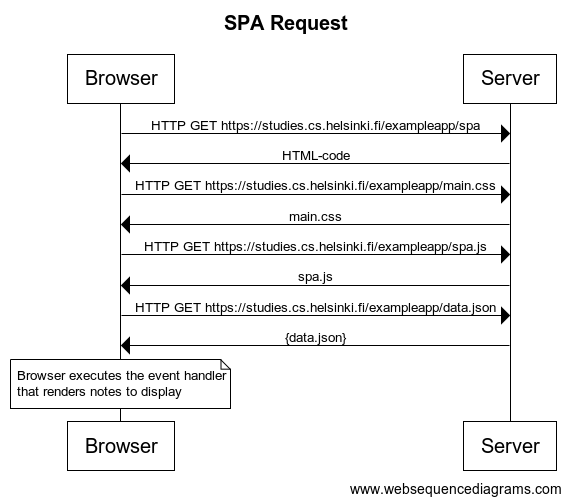 SPA Request
Browser
Server
HTTP GET https://studies.cs.helsinki.fi/exampleapp/spa
HTML-code
HTTP GET https://studies.cs.helsinki.fi/exampleapp/main.css
main.css
HTTP GET https://studies.cs.helsinki.fi/exampleapp/spa.js
spa.js
HTTP GET https://studies.cs.helsinki.fi/exampleapp/data.json
{data.json}
Browser executes the event handler
that renders notes to display
Browser
Server
www.websequencediagrams.com